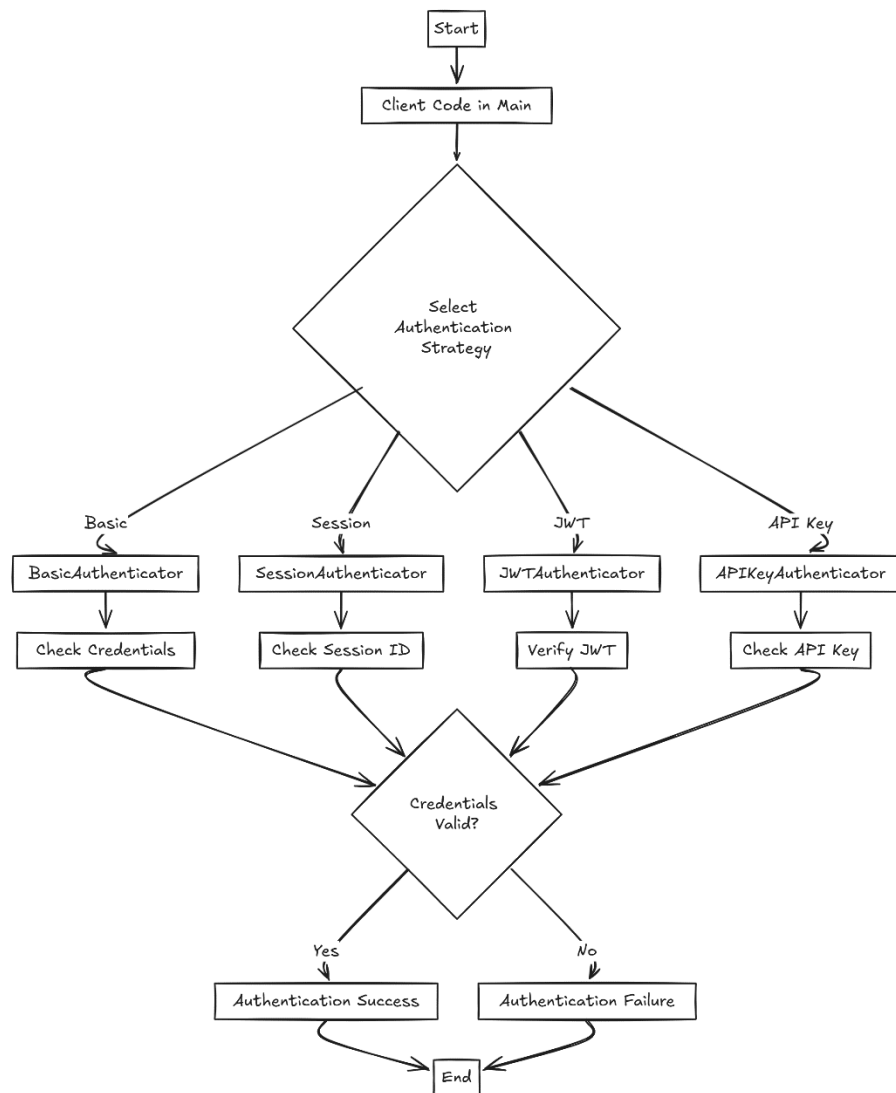 Start
Client Code in Main
Select
Authentication
Strategy
Basic
Session
JWT
API Key
BasicAuthenticator
SessionAuthenticator
JWTAuthenticator
APIKeyAuthenticator
Check Credentials
Check Session ID
Verify JWT
Check API Key
Credentials
Valid?
Yes
No
Authentication Success
Authentication Failure
End